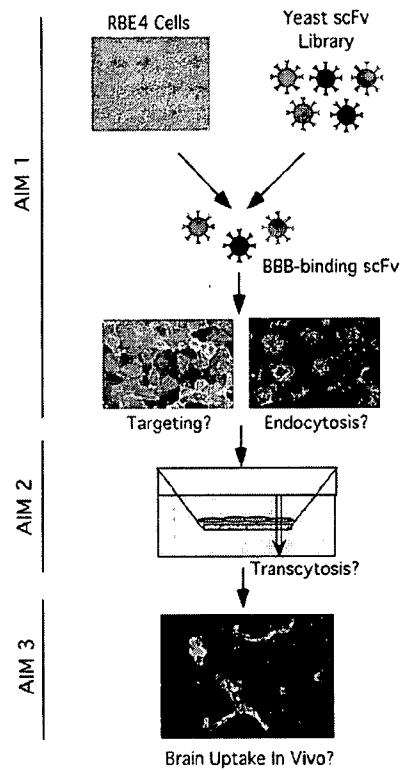 RBE4 Cells
Yeast scFv
Library
AIM 1
BBB-binding scFv
Targeting?
Endocytosis?
AIM 2
Transcytosis?
AIM 3
Brain Uptake In Vivo?